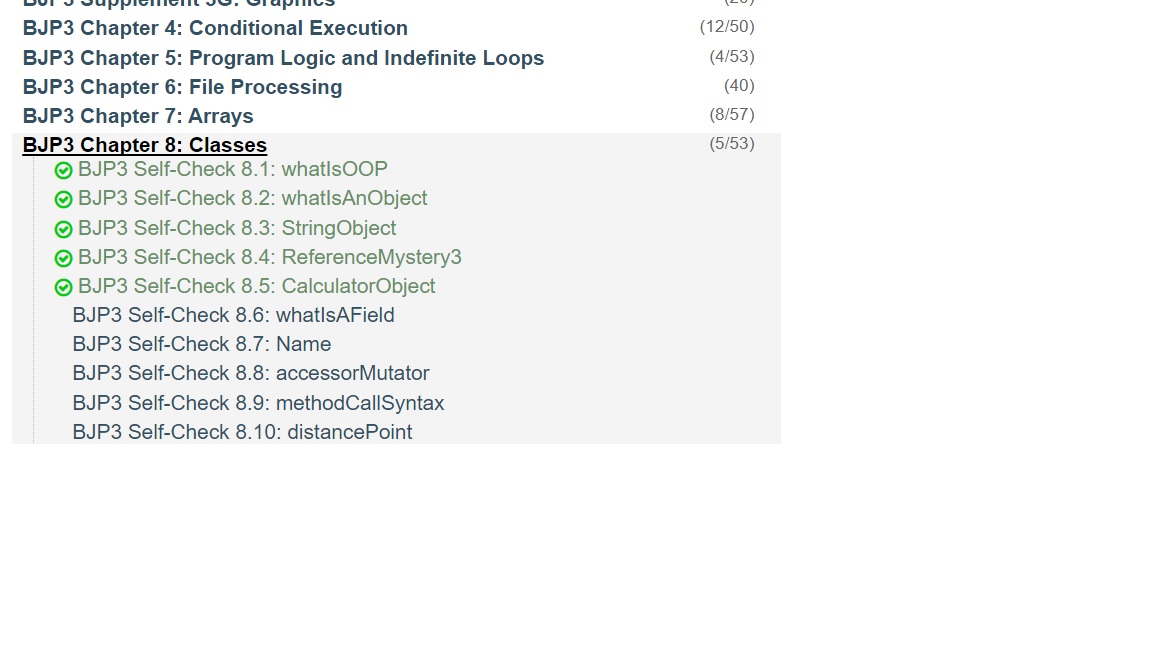 BJP3 Supplement 3G: Graphics
BJP3 Chapter 4: Conditional Execution (12/50)
BJP3 Chapter 5: Program Logic and Indefinite Loops (4/53)
BJP3 Chapter 6: File Processing (40)
BJP3 Chapter 7: Arrays (8/57)
BJP3 Chapter 8: Classes (5/53)
BJP3 Self-Check 8.1: whatIsOOP
BJP3 Self-Check 8.2: whatIsAnObject
BJP3 Self-Check 8.3: StringObject
BJP3 Self-Check 8.4: ReferenceMystery3
BJP3 Self-Check 8.5: CalculatorObject
BJP3 Self-Check 8.6: whatIsAField
BJP3 Self-Check 8.7: Name
BJP3 Self-Check 8.8: accessorMutator
BJP3 Self-Check 8.9: methodCallSyntax
BJP3 Self-Check 8.10: distancePoint